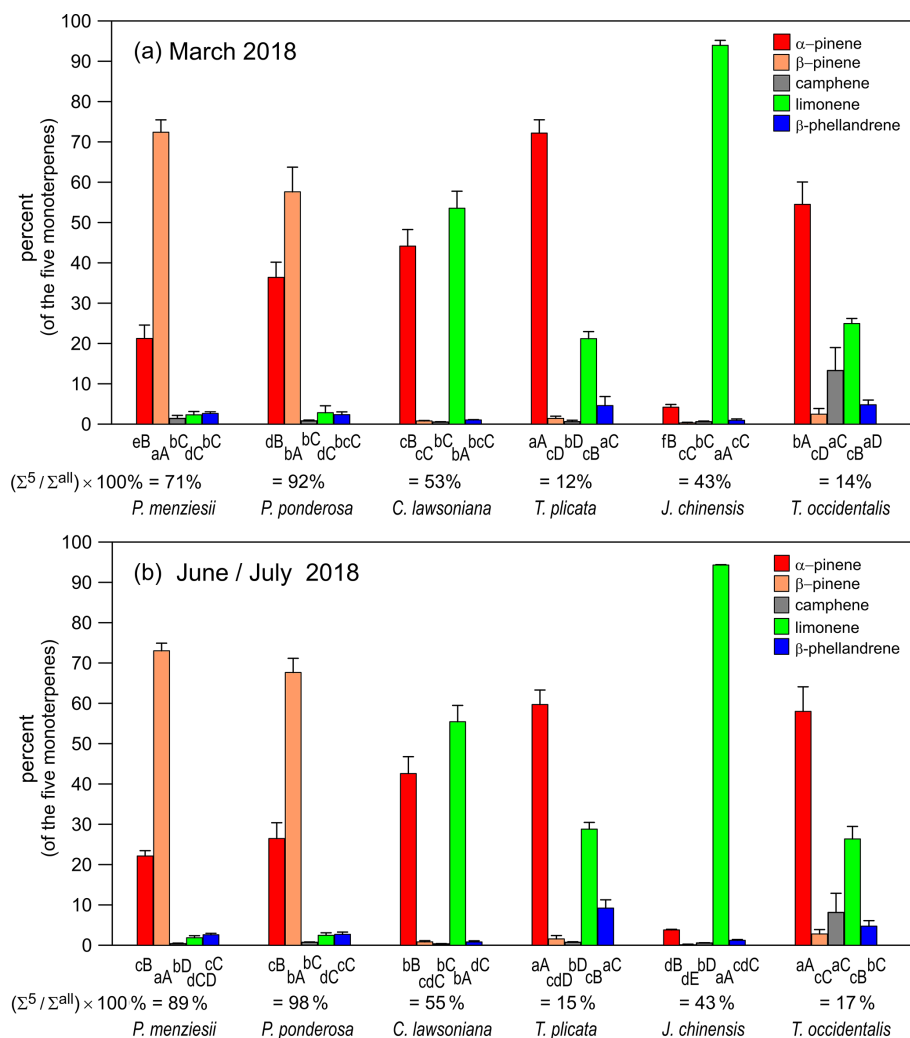 100
90
80
70
60
50
40
30
20
10
0
percent
(of the five monoterpenes)
(a) March 2018
α−pinene
β−pinene
camphene
limonene
β-phellandrene
eB aA bC dC bC
dB bA bC dC bcC
cB cC bC bA bcC
aA cD bD cB aC
fB cC bC aA cC
bA cD aC cB aD
(Σ⁵ / Σᵃˡˡ) × 100% = 71% = 92% = 53% = 12% = 43% = 14%
P. menziesii P. ponderosa C. lawsoniana T. plicata J. chinensis T. occidentalis
100
90
80
70
60
50
40
30
20
10
0
percent
(of the five monoterpenes)
(b) June / July 2018
α−pinene
β−pinene
camphene
limonene
β-phellandrene
cB aA bD dCD cC
cB bA bC dC cC
bB cdC bC bA dC
aA cdD bD cB aC
dB dE bD aA cdC
aA cC aC cB bC
(Σ⁵ / Σᵃˡˡ) × 100 % = 89 % = 98 % = 55 % = 15 % = 43 % = 17 %
P. menziesii P. ponderosa C. lawsoniana T. plicata J. chinensis T. occidentalis